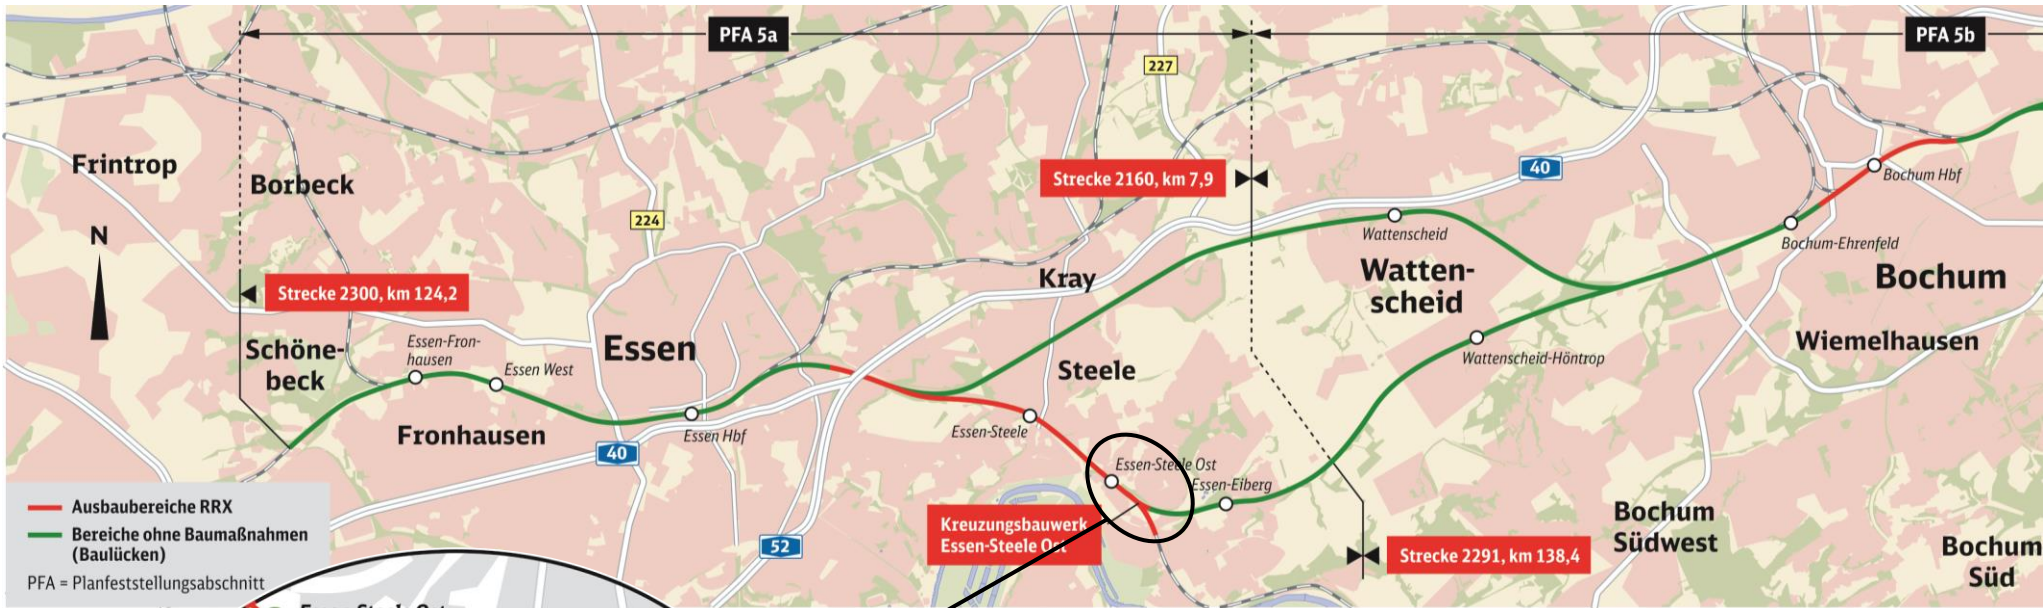 PFA 5a
PFA 5b
227
Frintrop
Borbeck
Strecke 2160, km 7,9
40
Bochum Hbf
224
N
Wattenscheid
Bochum-Ehrenfeld
Strecke 2300, km 124,2
Kray
Watten-
scheid
Bochum
Schöne-
beck
Essen-Fron-
hausen
Essen West
Essen
Steele
Wattenscheid-Höntrop
Wiemelhausen
Fronhausen
Essen Hbf
Essen-Steele
40
Essen-Steele Ost
Essen-Eiberg
Ausbaubereiche RRX
Bereiche ohne Baumaßnahmen
(Baulücken)
PFA = Planfeststellungsabschnitt
52
Kreuzungsbauwerk
Essen-Steele Ost
Strecke 2291, km 138,4
Bochum
Südwest
Bochum
Süd
Essen-Steele Ost